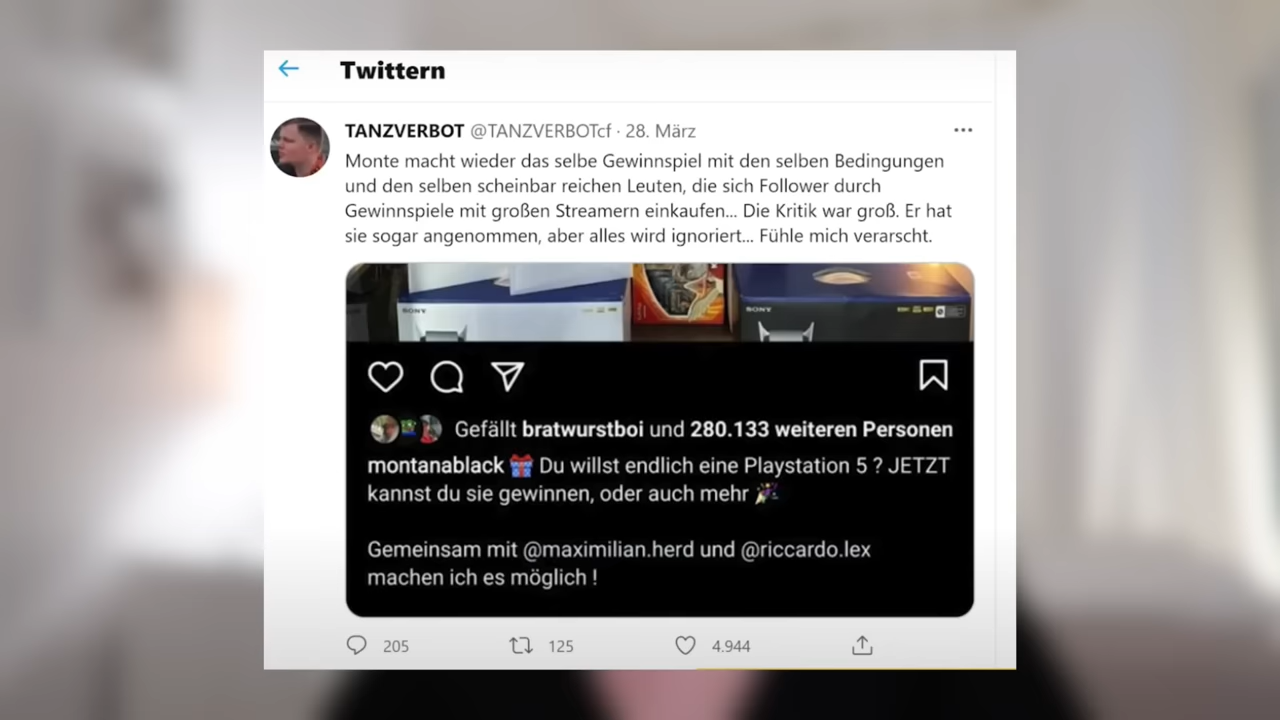 Twittern
TANZVERBOT @TANZVERBOTcf · 28. März
Monte macht wieder das selbe Gewinnspiel mit den selben Bedingungen
und den selben scheinbar reichen Leuten, die sich Follower durch
Gewinnspiele mit großen Streamern einkaufen... Die Kritik war groß. Er hat
sie sogar angenommen, aber alles wird ignoriert... Fühle mich verarscht.
SONY
SONY
Gefällt bratwurstboi und 280.133 weiteren Personen
montanablack 🎁 Du willst endlich eine Playstation 5 ? JETZT
kannst du sie gewinnen, oder auch mehr 🎉
Gemeinsam mit @maximilian.herd und @riccardo.lex
machen ich es möglich !
205 125 4.944